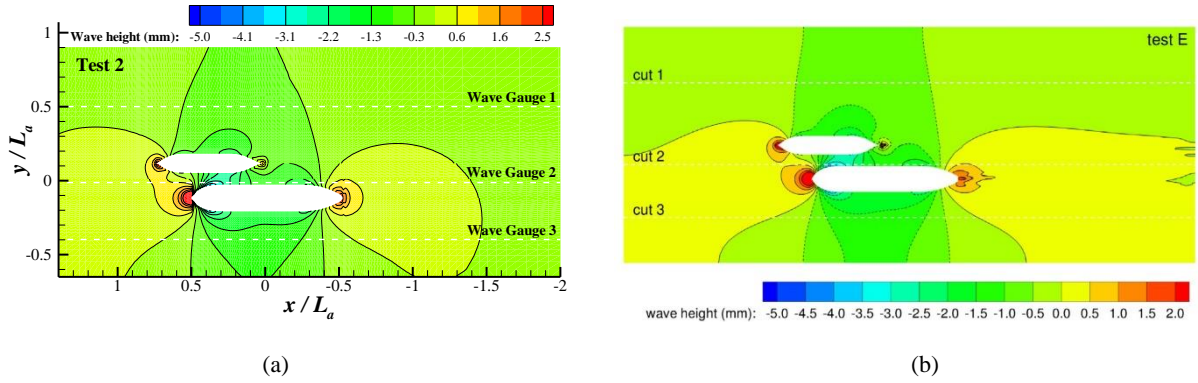 -5.0 -4.1 -3.1 -2.2 -1.3 -0.3 0.6 1.6 2.5
Wave height (mm):
Test 2
Wave Gauge 1
Wave Gauge 2
Wave Gauge 3
1.5
1
0.5
0
-0.5
y / La
1 0.5 0 -0.5 -1 -1.5 -2
x / La
(a)
test E
cut 1
cut 2
cut 3
wave height (mm): -5.0 -4.5 -4.0 -3.5 -3.0 -2.5 -2.0 -1.5 -1.0 -0.5 0.0 0.5 1.0 1.5 2.0
(b)